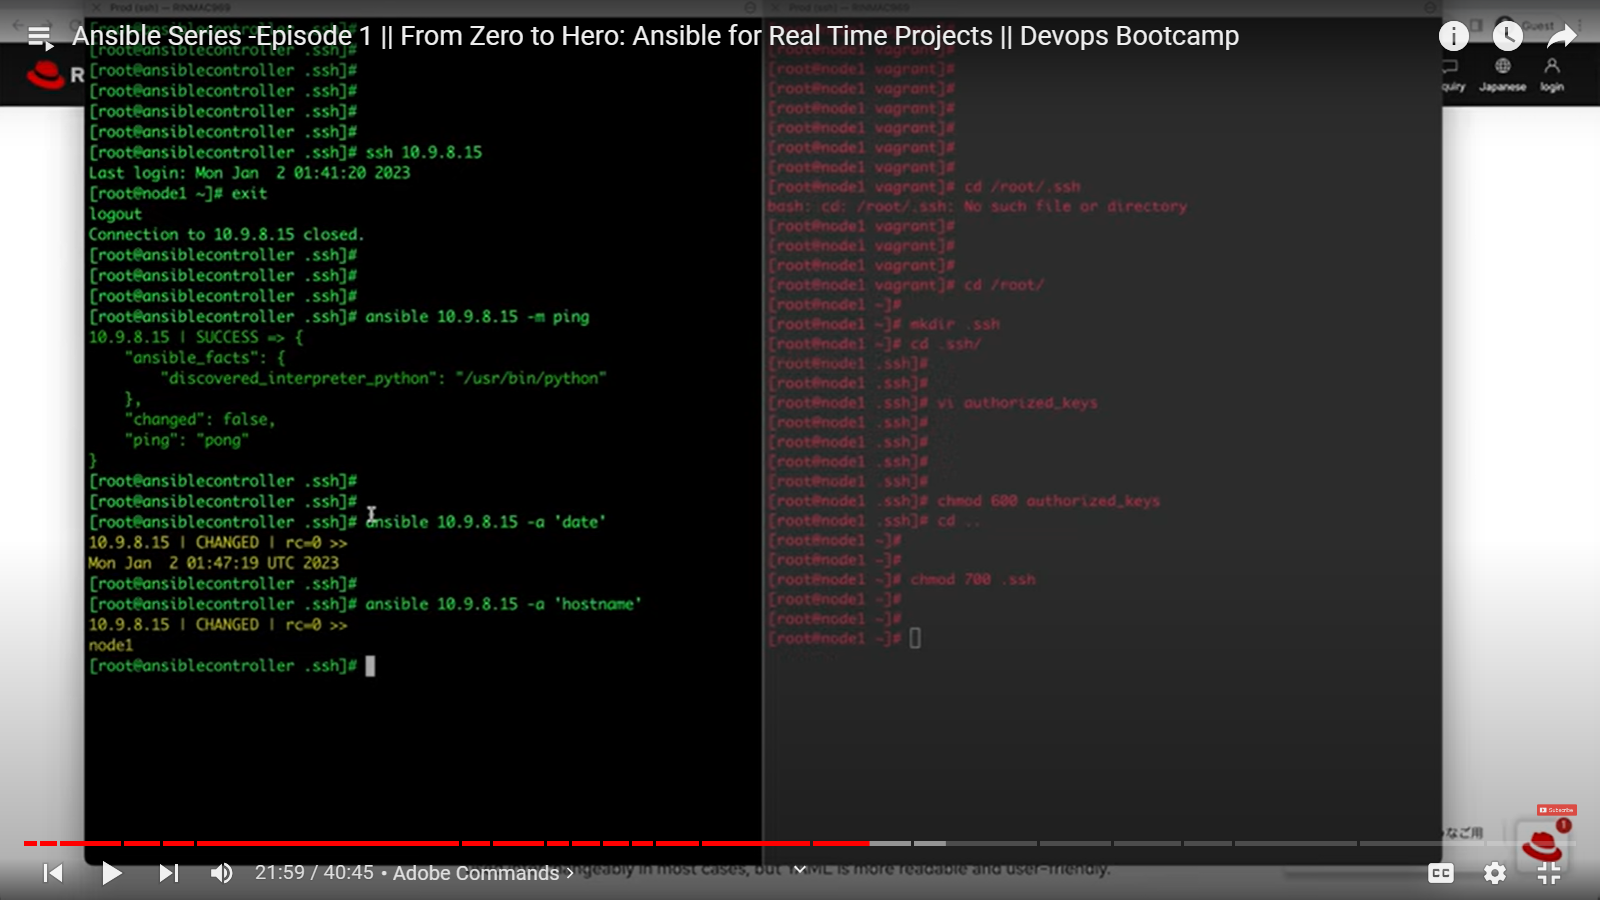 Prod (ssh) — RINMAC969
Prod (ssh) — RINMAC969
Guest
Ansible Series -Episode 1 || From Zero to Hero: Ansible for Real Time Projects || Devops Bootcamp
R
quiry Japanese login
[root@ansiblecontroller .ssh]#
[root@ansiblecontroller .ssh]#
[root@ansiblecontroller .ssh]#
[root@ansiblecontroller .ssh]#
[root@ansiblecontroller .ssh]#
[root@ansiblecontroller .ssh]# ssh 10.9.8.15
Last login: Mon Jan  2 01:41:20 2023
[root@node1 ~]# exit
logout
Connection to 10.9.8.15 closed.
[root@ansiblecontroller .ssh]#
[root@ansiblecontroller .ssh]#
[root@ansiblecontroller .ssh]#
[root@ansiblecontroller .ssh]# ansible 10.9.8.15 -m ping
10.9.8.15 | SUCCESS => {
    "ansible_facts": {
        "discovered_interpreter_python": "/usr/bin/python"
    },
    "changed": false,
    "ping": "pong"
}
[root@ansiblecontroller .ssh]#
[root@ansiblecontroller .ssh]#
[root@ansiblecontroller .ssh]# ansible 10.9.8.15 -a 'date'
10.9.8.15 | CHANGED | rc=0 >>
Mon Jan  2 01:47:19 UTC 2023
[root@ansiblecontroller .ssh]#
[root@ansiblecontroller .ssh]# ansible 10.9.8.15 -a 'hostname'
10.9.8.15 | CHANGED | rc=0 >>
node1
[root@ansiblecontroller .ssh]#
[root@node1 vagrant]#
[root@node1 vagrant]#
[root@node1 vagrant]#
[root@node1 vagrant]#
[root@node1 vagrant]#
[root@node1 vagrant]#
[root@node1 vagrant]# cd /root/.ssh
bash: cd: /root/.ssh: No such file or directory
[root@node1 vagrant]#
[root@node1 vagrant]#
[root@node1 vagrant]#
[root@node1 vagrant]# cd /root/
[root@node1 ~]#
[root@node1 ~]# mkdir .ssh
[root@node1 ~]# cd .ssh/
[root@node1 .ssh]#
[root@node1 .ssh]#
[root@node1 .ssh]# vi authorized_keys
[root@node1 .ssh]#
[root@node1 .ssh]#
[root@node1 .ssh]#
[root@node1 .ssh]#
[root@node1 .ssh]# chmod 600 authorized_keys
[root@node1 .ssh]# cd ..
[root@node1 ~]#
[root@node1 ~]#
[root@node1 ~]# chmod 700 .ssh
[root@node1 ~]#
[root@node1 ~]#
[root@node1 ~]#
Subscribe
なご用
1
21:59 / 40:45 • Adobe Commands ›
in most cases, but YAML is more readable and user-friendly.
CC